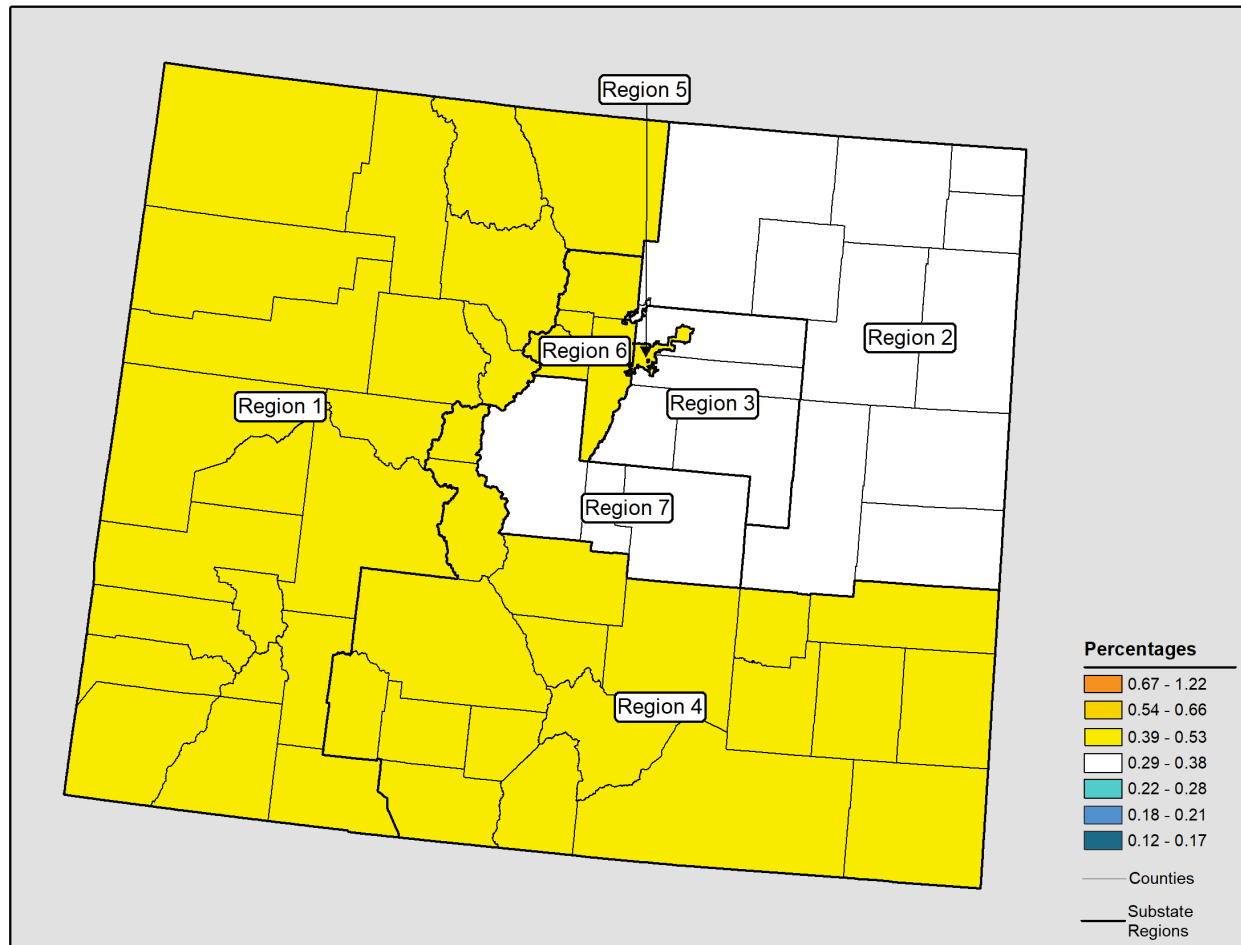 Region 5
Region 2
Region 6
Region 3
Region 1
Region 7
Region 4
Percentages
0.67 - 1.22
0.54 - 0.66
0.39 - 0.53
0.29 - 0.38
0.22 - 0.28
0.18 - 0.21
0.12 - 0.17
Counties
Substate
Regions